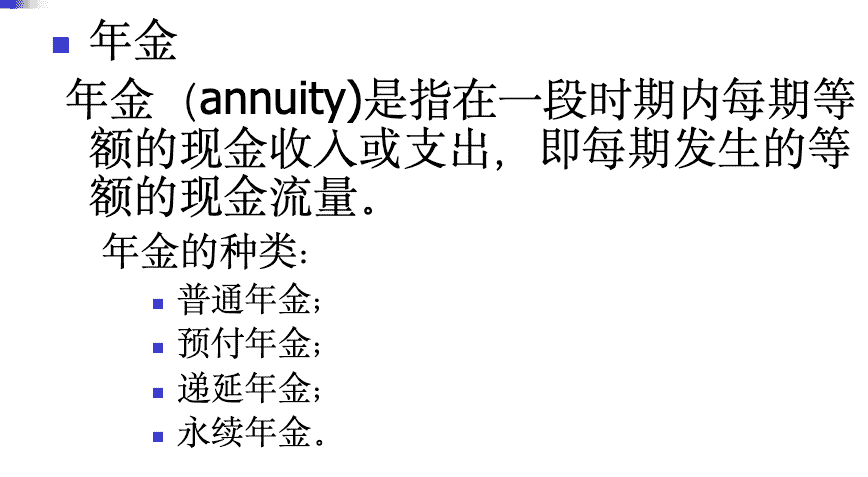 年金
年金（annuity)是指在一段时期内每期等
额的现金收入或支出，即每期发生的等
额的现金流量。
年金的种类：
普通年金；
预付年金；
递延年金；
永续年金。